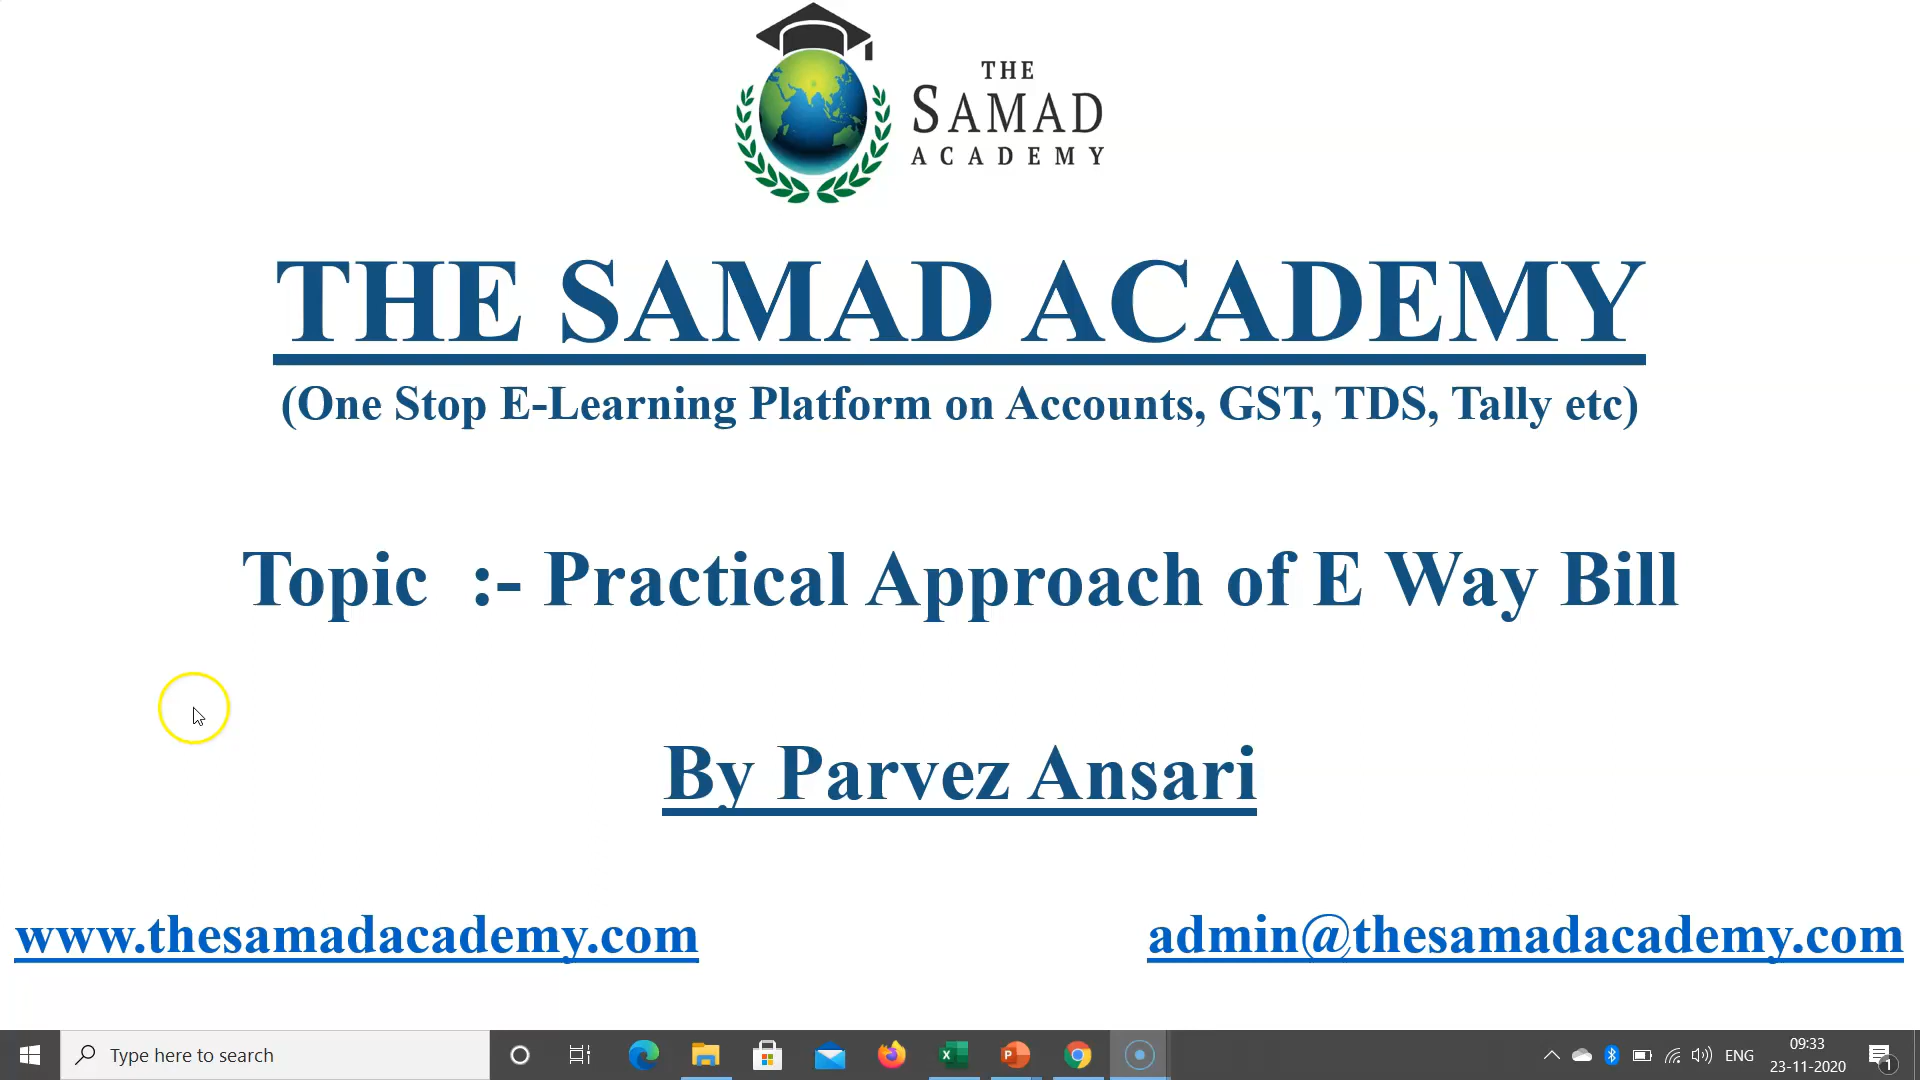 THE
SAMAD
ACADEMY
THE SAMAD ACADEMY
(One Stop E-Learning Platform on Accounts, GST, TDS, Tally etc)
Topic :- Practical Approach of E Way Bill
By Parvez Ansari
www.thesamadacademy.com
admin@thesamadacademy.com
Type here to search
ENG
09:33
23-11-2020
1